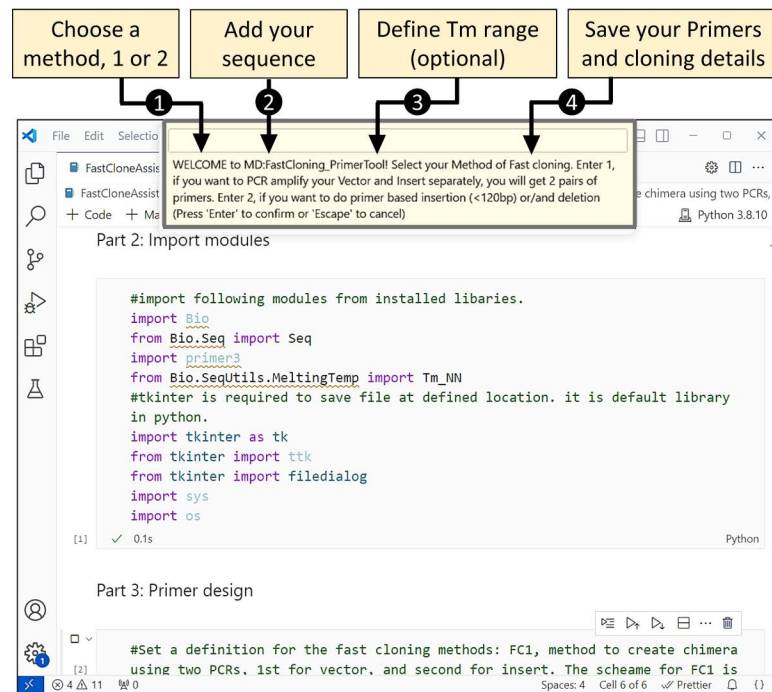 Choose a
method, 1 or 2
Add your
sequence
Define Tm range
(optional)
Save your Primers
and cloning details
1
2
3
4
File Edit Selectio
FastCloneAssis
FastCloneAssis
e chimera using two PCRs,
+ Code + Ma
Python 3.8.10
WELCOME to MD:FastCloning_PrimerTool! Select your Method of Fast cloning. Enter 1,
if you want to PCR amplify your Vector and Insert separately, you will get 2 pairs of
primers. Enter 2, if you want to do primer based insertion (<120bp) or/and deletion
(Press 'Enter' to confirm or 'Escape' to cancel)
Part 2: Import modules
#import following modules from installed libaries.
import Bio
from Bio.Seq import Seq
import primer3
from Bio.SeqUtils.MeltingTemp import Tm_NN
#tkinter is required to save file at defined location. it is default library
in python.
import tkinter as tk
from tkinter import ttk
from tkinter import filedialog
import sys
import os
[1] ✓ 0.1s Python
Part 3: Primer design
#Set a definition for the fast cloning methods: FC1, method to create chimera
[2] using two PCRs, 1st for vector, and second for insert. The scheame for FC1 is
1
4 11 0 Spaces: 4 Cell 6 of 6 Prettier {}